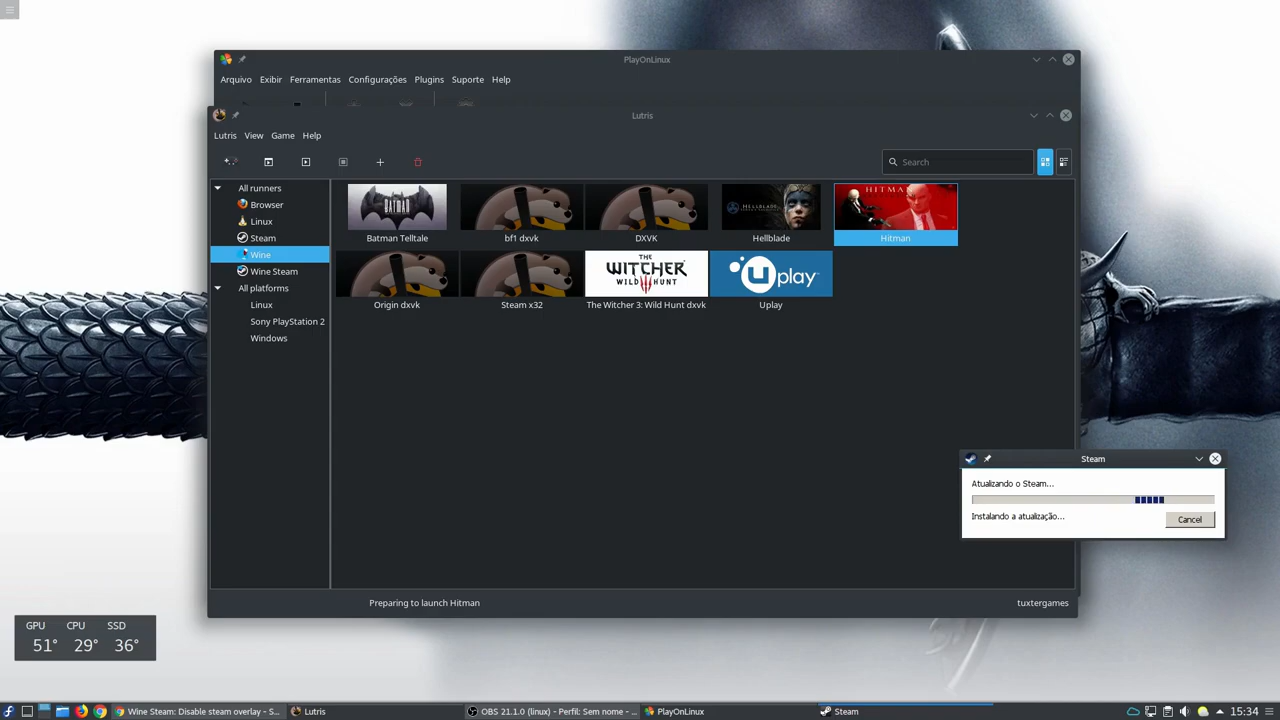 PlayOnLinux
Arquivo Exibir Ferramentas Configurações Plugins Suporte Help
Lutris
Lutris View Game Help
Search
All runners
Browser
Linux
Steam
Wine
Wine Steam
All platforms
Linux
Sony PlayStation 2
Windows
BATMAN
HELLBLADE
HITMAN
Batman Telltale
bf1 dxvk
DXVK
Hellblade
Hitman
THE
WITCHER
WILD HUNT
uplay
Origin dxvk
Steam x32
The Witcher 3: Wild Hunt dxvk
Uplay
Steam
Atualizando o Steam...
Instalando a atualização...
Cancel
Preparing to launch Hitman
tuxtergames
GPU CPU SSD
51° 29° 36°
Wine Steam: Disable steam overlay - S...
Lutris
OBS 21.1.0 (linux) - Perfil: Sem nome - ...
PlayOnLinux
Steam
15:34